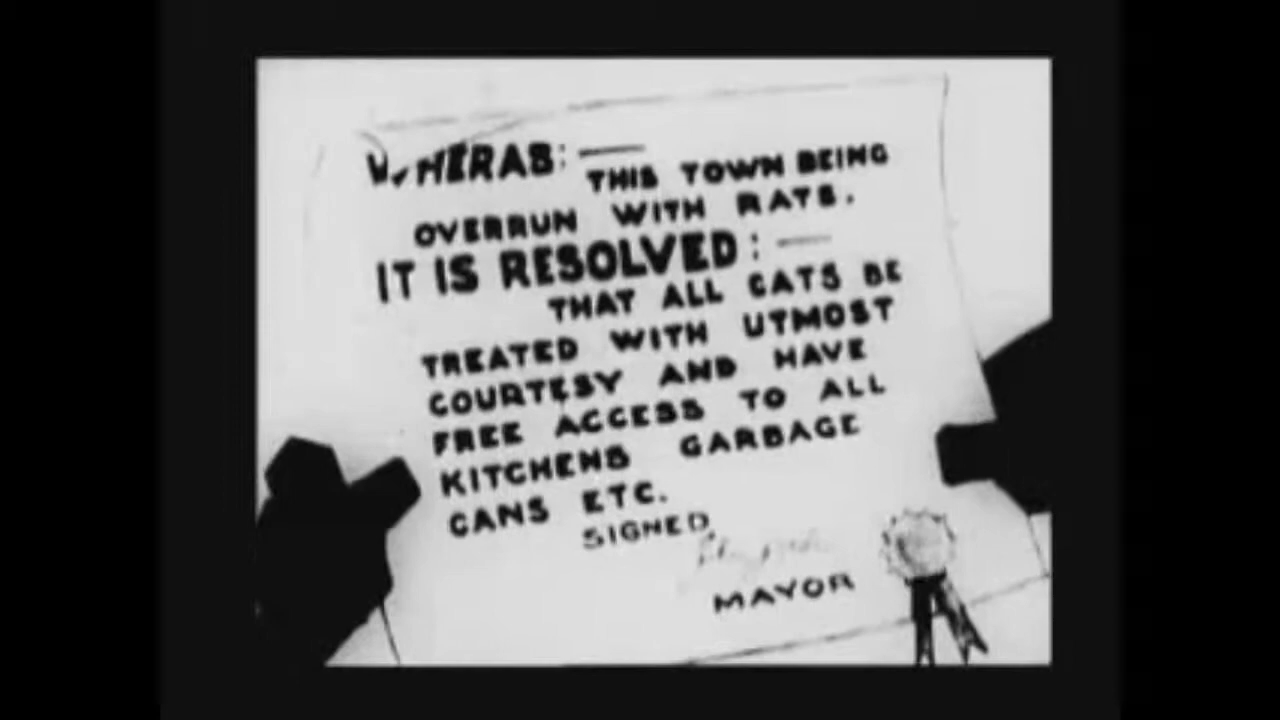 WHERAS: —
THIS TOWN BEING
OVERRUN WITH RATS.
IT IS RESOLVED: —
THAT ALL CATS BE
TREATED WITH UTMOST
COURTESY AND HAVE
FREE ACCESS TO ALL
KITCHENS GARBAGE
CANS ETC.
SIGNED
MAYOR